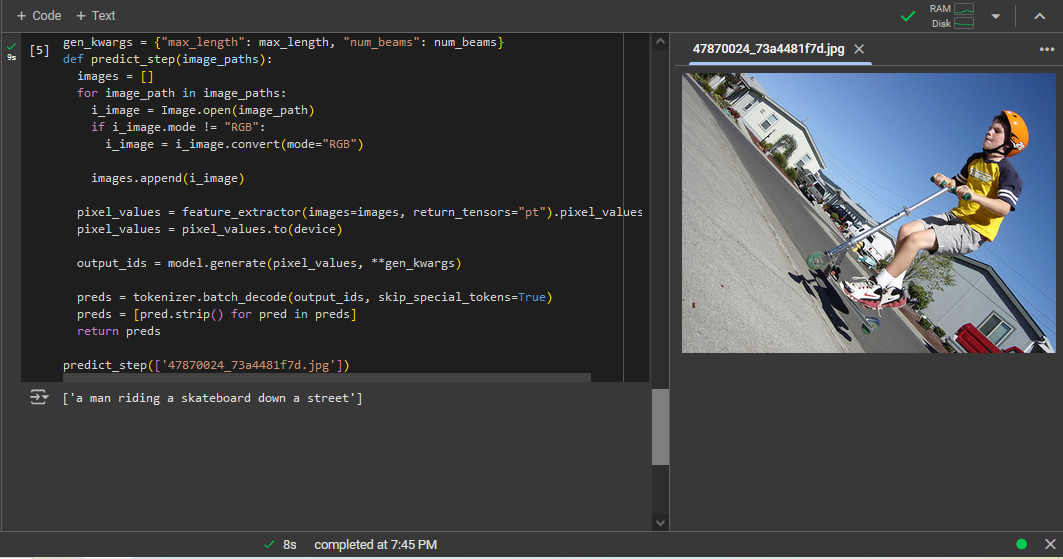 + Code + Text
RAM
Disk
9s
[5]
gen_kwargs = {"max_length": max_length, "num_beams": num_beams}
def predict_step(image_paths):
  images = []
  for image_path in image_paths:
    i_image = Image.open(image_path)
    if i_image.mode != "RGB":
      i_image = i_image.convert(mode="RGB")
    images.append(i_image)
  pixel_values = feature_extractor(images=images, return_tensors="pt").pixel_values
  pixel_values = pixel_values.to(device)
  output_ids = model.generate(pixel_values, **gen_kwargs)
  preds = tokenizer.batch_decode(output_ids, skip_special_tokens=True)
  preds = [pred.strip() for pred in preds]
  return preds
predict_step(['47870024_73a4481f7d.jpg'])
['a man riding a skateboard down a street']
47870024_73a4481f7d.jpg
8s completed at 7:45 PM